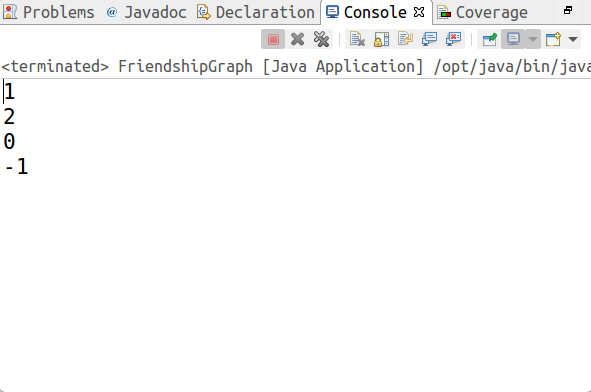 Problems @ Javadoc Declaration Console Coverage
<terminated> FriendshipGraph [Java Application] /opt/java/bin/java
1
2
0
-1